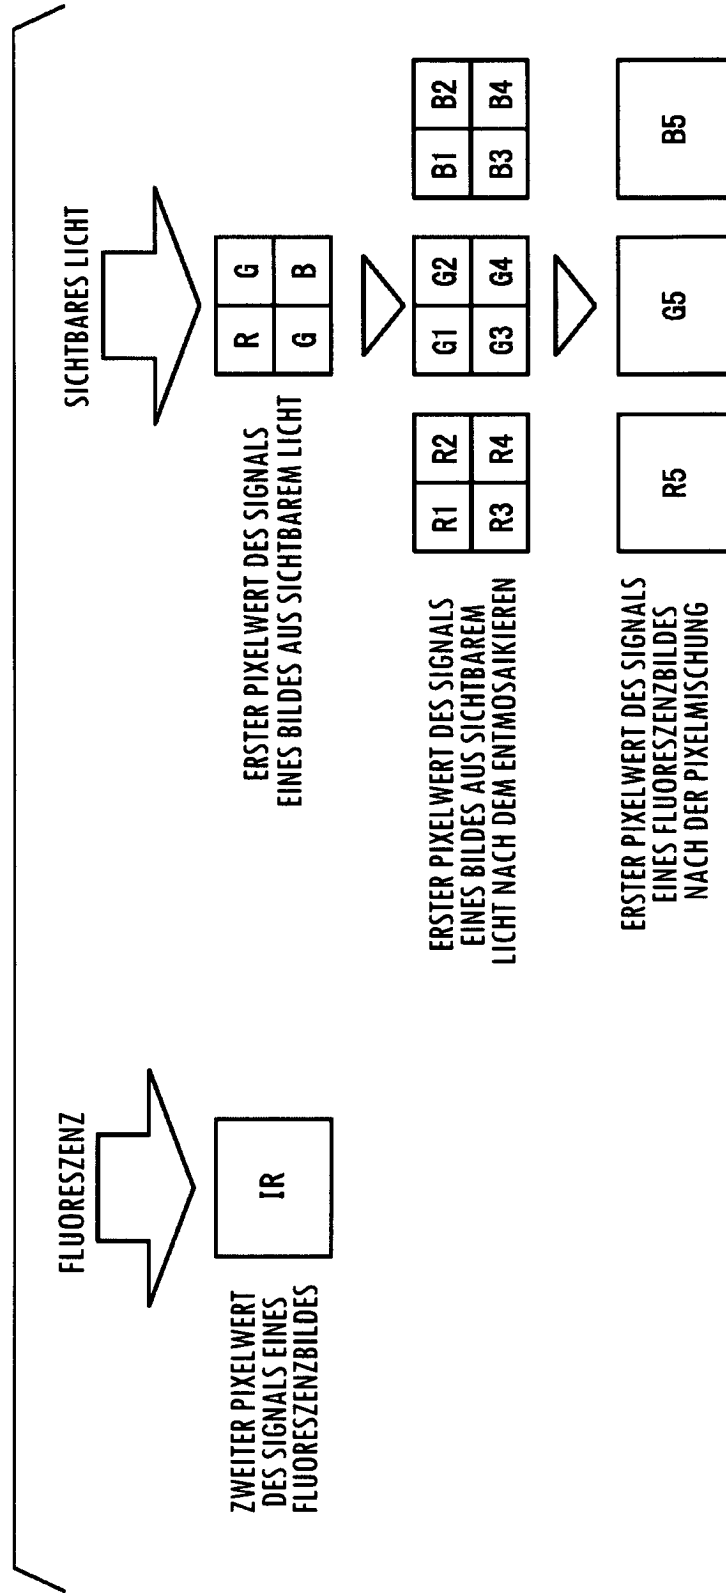 FLUORESZENZ
SICHTBARES LICHT
ZWEITER PIXELWERT
DES SIGNALS EINES
FLUORESZENZBILDES
IR
ERSTER PIXELWERT DES SIGNALS
EINES BILDES AUS SICHTBAREM LICHT
R G
G B
ERSTER PIXELWERT DES SIGNALS
EINES BILDES AUS SICHTBAREM
LICHT NACH DEM ENTMOSAIKIEREN
R1 R2 G1 G2 B1 B2
R3 R4 G3 G4 B3 B4
ERSTER PIXELWERT DES SIGNALS
EINES FLUORESZENZBILDES
NACH DER PIXELMISCHUNG
R5 G5 B5